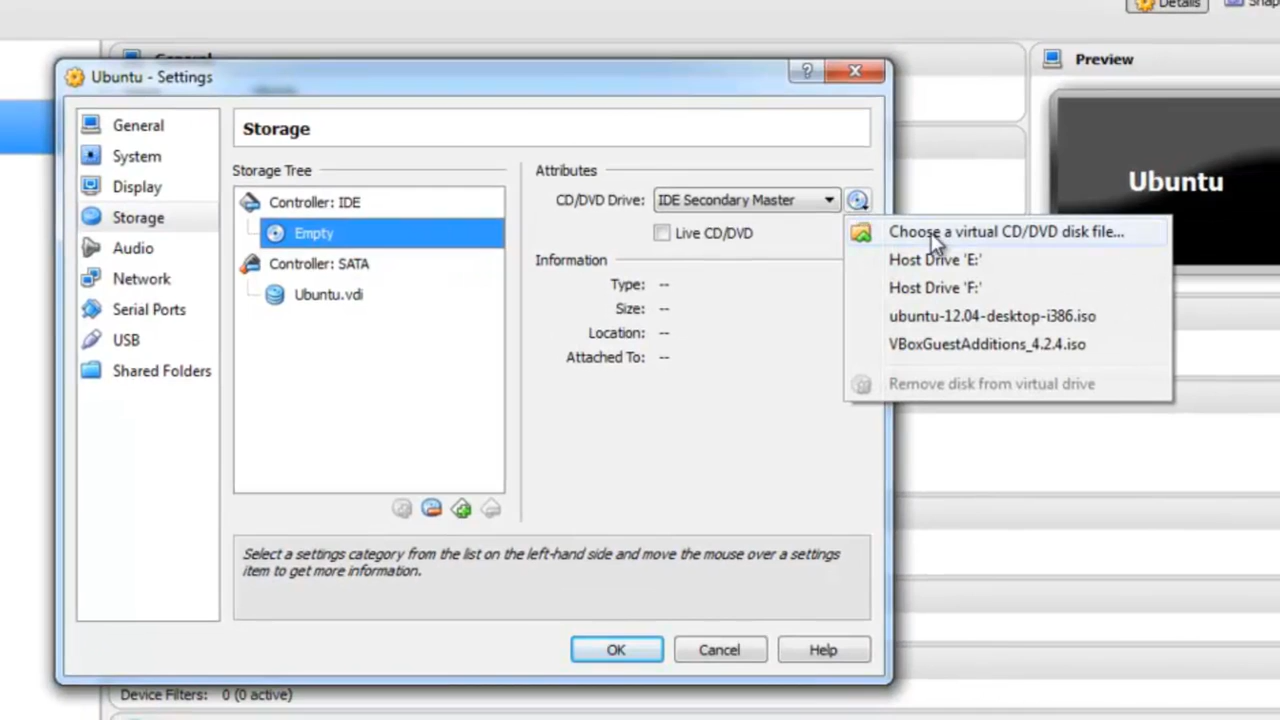 Details
Ubuntu - Settings
?
General
System
Display
Storage
Audio
Network
Serial Ports
USB
Shared Folders
Storage
Storage Tree
Controller: IDE
Empty
Controller: SATA
Ubuntu.vdi
Attributes
CD/DVD Drive: IDE Secondary Master
Live CD/DVD
Information
Type: --
Size: --
Location: --
Attached To: --
Choose a virtual CD/DVD disk file...
Host Drive 'E:'
Host Drive 'F:'
ubuntu-12.04-desktop-i386.iso
VBoxGuestAdditions_4.2.4.iso
Remove disk from virtual drive
Select a settings category from the list on the left-hand side and move the mouse over a settings
item to get more information.
OK
Cancel
Help
Preview
Ubuntu
Device Filters: 0 (0 active)